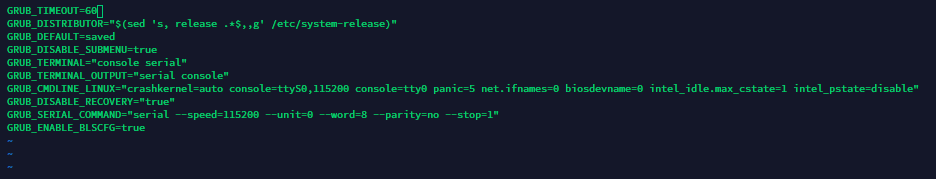 GRUB_TIMEOUT=60
GRUB_DISTRIBUTOR="$(sed 's, release .*$,,g' /etc/system-release)"
GRUB_DEFAULT=saved
GRUB_DISABLE_SUBMENU=true
GRUB_TERMINAL="console serial"
GRUB_TERMINAL_OUTPUT="serial console"
GRUB_CMDLINE_LINUX="crashkernel=auto console=ttyS0,115200 console=tty0 panic=5 net.ifnames=0 biosdevname=0 intel_idle.max_cstate=1 intel_pstate=disable"
GRUB_DISABLE_RECOVERY="true"
GRUB_SERIAL_COMMAND="serial --speed=115200 --unit=0 --word=8 --parity=no --stop=1"
GRUB_ENABLE_BLSCFG=true
~
~
~